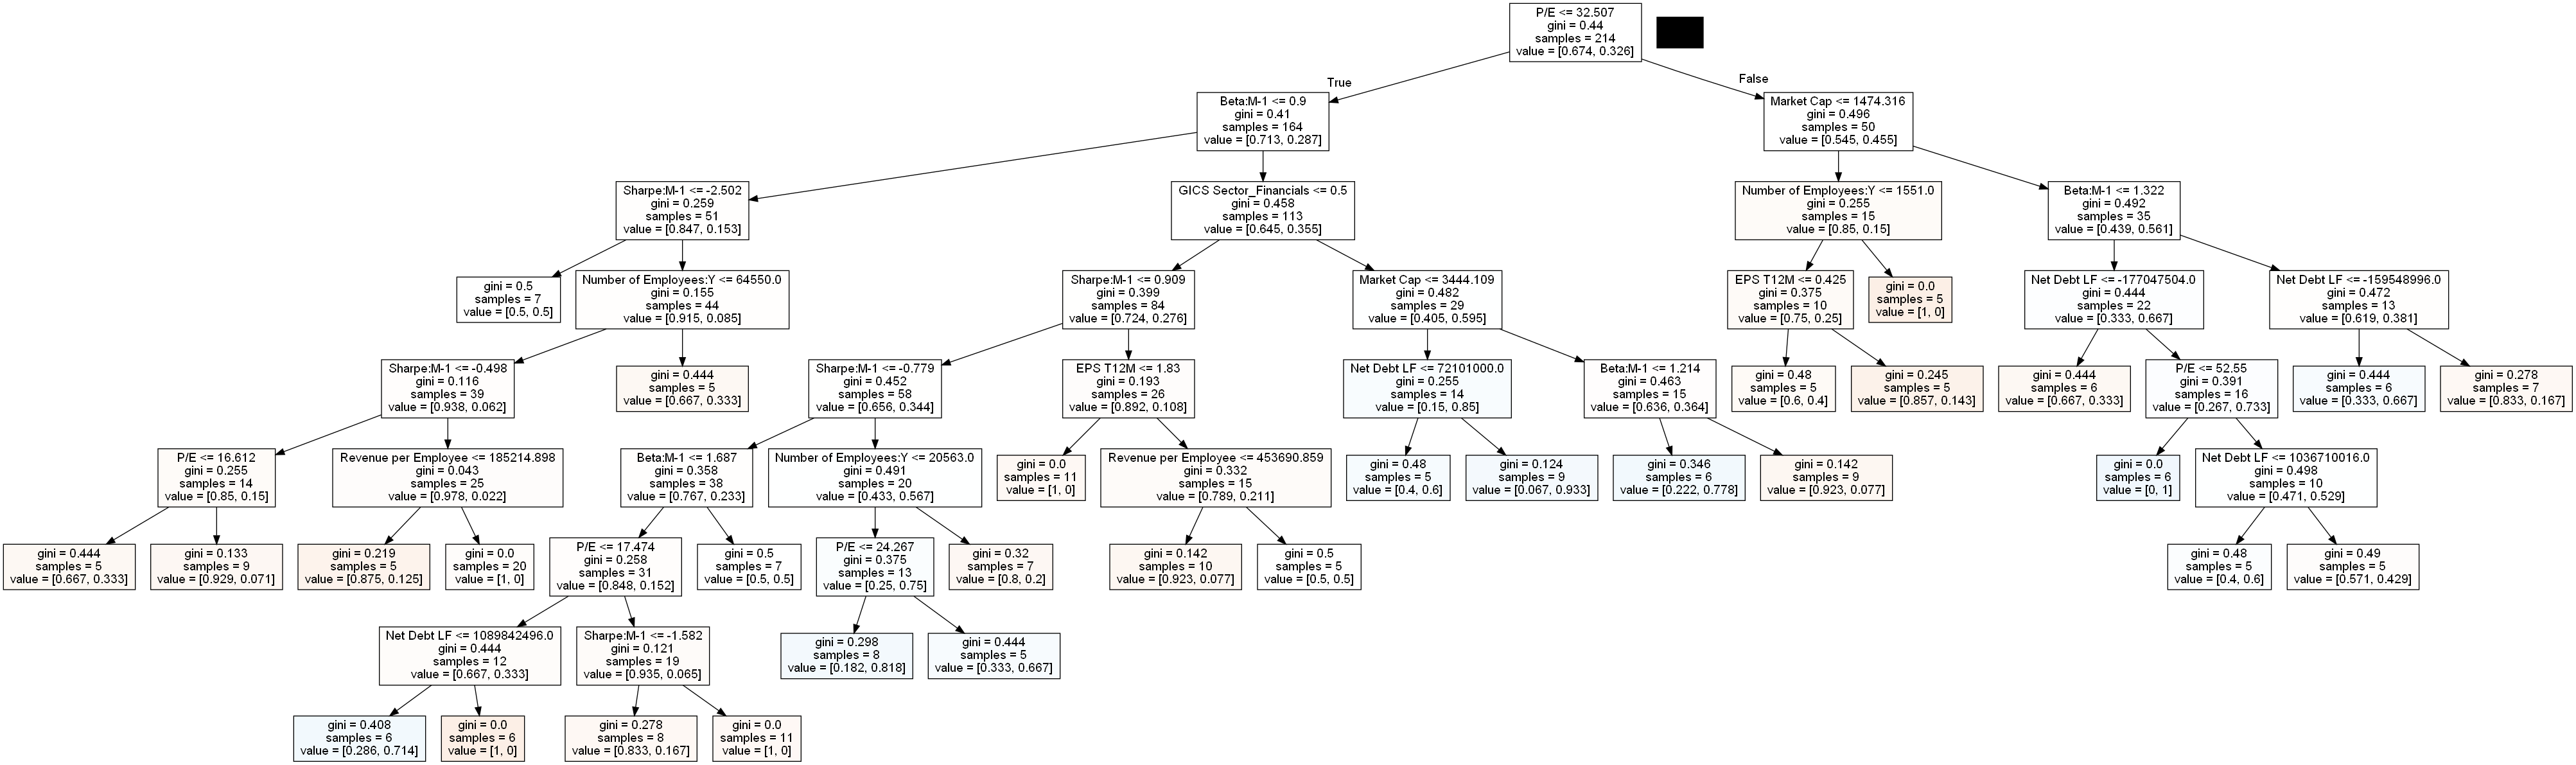 P/E <= 32.507
gini = 0.44
samples = 214
value = [0.674, 0.326]
True
False
Beta:M-1 <= 0.9
gini = 0.41
samples = 164
value = [0.713, 0.287]
Market Cap <= 1474.316
gini = 0.496
samples = 50
value = [0.545, 0.455]
Sharpe:M-1 <= -2.502
gini = 0.259
samples = 51
value = [0.847, 0.153]
GICS Sector_Financials <= 0.5
gini = 0.458
samples = 113
value = [0.645, 0.355]
Number of Employees:Y <= 1551.0
gini = 0.255
samples = 15
value = [0.85, 0.15]
Beta:M-1 <= 1.322
gini = 0.492
samples = 35
value = [0.439, 0.561]
gini = 0.5
samples = 7
value = [0.5, 0.5]
Number of Employees:Y <= 64550.0
gini = 0.155
samples = 44
value = [0.915, 0.085]
Sharpe:M-1 <= 0.909
gini = 0.399
samples = 84
value = [0.724, 0.276]
Market Cap <= 3444.109
gini = 0.482
samples = 29
value = [0.405, 0.595]
EPS T12M <= 0.425
gini = 0.375
samples = 10
value = [0.75, 0.25]
gini = 0.0
samples = 5
value = [1, 0]
Net Debt LF <= -177047504.0
gini = 0.444
samples = 22
value = [0.333, 0.667]
Net Debt LF <= -159548996.0
gini = 0.472
samples = 13
value = [0.619, 0.381]
Sharpe:M-1 <= -0.498
gini = 0.116
samples = 39
value = [0.938, 0.062]
gini = 0.444
samples = 5
value = [0.667, 0.333]
Sharpe:M-1 <= -0.779
gini = 0.452
samples = 58
value = [0.656, 0.344]
EPS T12M <= 1.83
gini = 0.193
samples = 26
value = [0.892, 0.108]
Net Debt LF <= 72101000.0
gini = 0.255
samples = 14
value = [0.15, 0.85]
Beta:M-1 <= 1.214
gini = 0.463
samples = 15
value = [0.636, 0.364]
gini = 0.48
samples = 5
value = [0.6, 0.4]
gini = 0.245
samples = 5
value = [0.857, 0.143]
gini = 0.444
samples = 6
value = [0.667, 0.333]
P/E <= 52.55
gini = 0.391
samples = 16
value = [0.267, 0.733]
gini = 0.444
samples = 6
value = [0.333, 0.667]
gini = 0.278
samples = 7
value = [0.833, 0.167]
P/E <= 16.612
gini = 0.255
samples = 14
value = [0.85, 0.15]
Revenue per Employee <= 185214.898
gini = 0.043
samples = 25
value = [0.978, 0.022]
Beta:M-1 <= 1.687
gini = 0.358
samples = 38
value = [0.767, 0.233]
Number of Employees:Y <= 20563.0
gini = 0.491
samples = 20
value = [0.433, 0.567]
gini = 0.0
samples = 11
value = [1, 0]
Revenue per Employee <= 453690.859
gini = 0.332
samples = 15
value = [0.789, 0.211]
gini = 0.48
samples = 5
value = [0.4, 0.6]
gini = 0.124
samples = 9
value = [0.067, 0.933]
gini = 0.346
samples = 6
value = [0.222, 0.778]
gini = 0.142
samples = 9
value = [0.923, 0.077]
gini = 0.0
samples = 6
value = [0, 1]
Net Debt LF <= 1036710016.0
gini = 0.498
samples = 10
value = [0.471, 0.529]
gini = 0.444
samples = 5
value = [0.667, 0.333]
gini = 0.133
samples = 9
value = [0.929, 0.071]
gini = 0.219
samples = 5
value = [0.875, 0.125]
gini = 0.0
samples = 20
value = [1, 0]
P/E <= 17.474
gini = 0.258
samples = 31
value = [0.848, 0.152]
gini = 0.5
samples = 7
value = [0.5, 0.5]
P/E <= 24.267
gini = 0.375
samples = 13
value = [0.25, 0.75]
gini = 0.32
samples = 7
value = [0.8, 0.2]
gini = 0.142
samples = 10
value = [0.923, 0.077]
gini = 0.5
samples = 5
value = [0.5, 0.5]
gini = 0.48
samples = 5
value = [0.4, 0.6]
gini = 0.49
samples = 5
value = [0.571, 0.429]
Net Debt LF <= 1089842496.0
gini = 0.444
samples = 12
value = [0.667, 0.333]
Sharpe:M-1 <= -1.582
gini = 0.121
samples = 19
value = [0.935, 0.065]
gini = 0.298
samples = 8
value = [0.182, 0.818]
gini = 0.444
samples = 5
value = [0.333, 0.667]
gini = 0.408
samples = 6
value = [0.286, 0.714]
gini = 0.0
samples = 6
value = [1, 0]
gini = 0.278
samples = 8
value = [0.833, 0.167]
gini = 0.0
samples = 11
value = [1, 0]